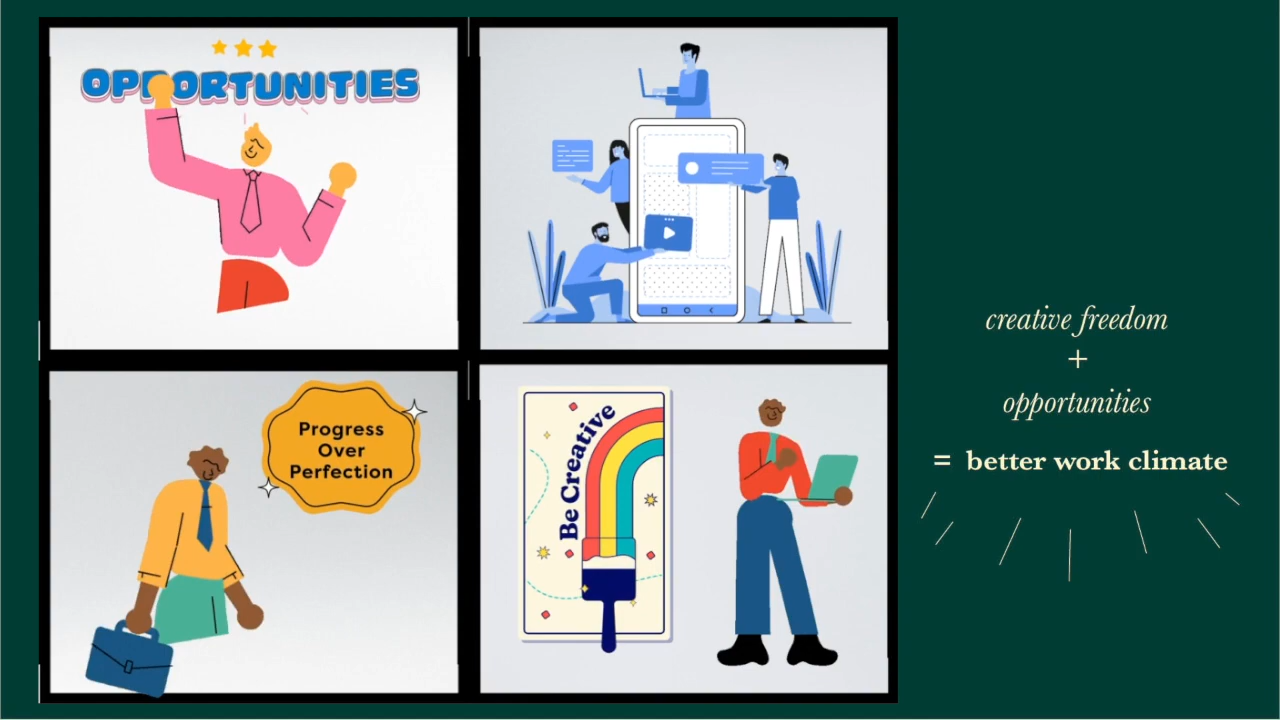 OPPORTUNITIES
Progress
Over
Perfection
Be Creative
creative freedom
+
opportunities
= better work climate